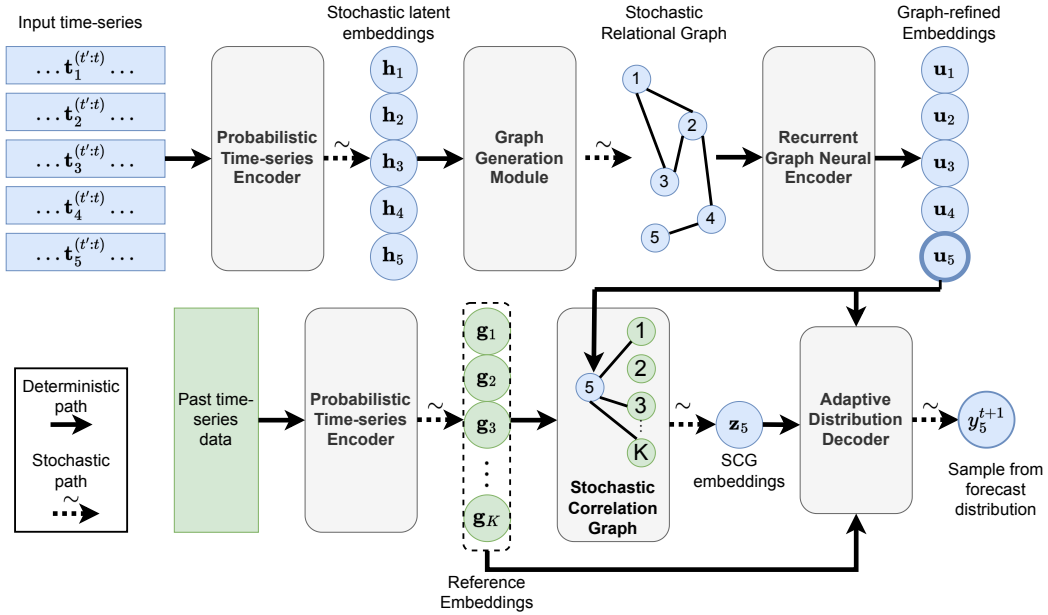 Input time-series
… t₁^(t′:t) …
… t₂^(t′:t) …
… t₃^(t′:t) …
… t₄^(t′:t) …
… t₅^(t′:t) …
Probabilistic
Time-series
Encoder
~
Stochastic latent
embeddings
h₁
h₂
h₃
h₄
h₅
Graph
Generation
Module
~
Stochastic
Relational Graph
1
2
3
4
5
Recurrent
Graph Neural
Encoder
Graph-refined
Embeddings
u₁
u₂
u₃
u₄
u₅
Deterministic
path
Stochastic
path
~
Past time-
series
data
Probabilistic
Time-series
Encoder
~
g₁
g₂
g₃
⋮
g_K
Reference
Embeddings
5
1
2
3
K
Stochastic
Correlation
Graph
~
z₅
SCG
embeddings
Adaptive
Distribution
Decoder
~
y₅^(t+1)
Sample from
forecast
distribution